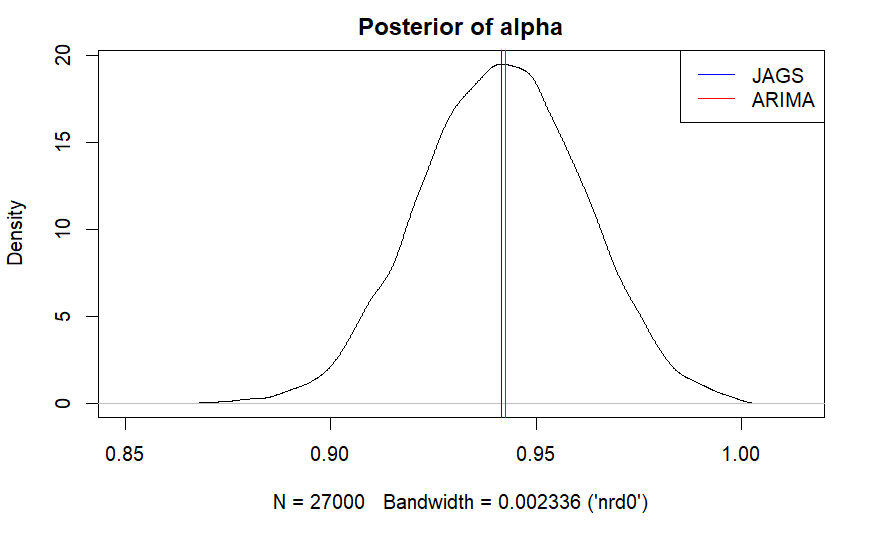 Posterior of alpha
JAGS
ARIMA
Density
20
15
10
5
0
0.85 0.90 0.95 1.00
N = 27000 Bandwidth = 0.002336 ('nrd0')